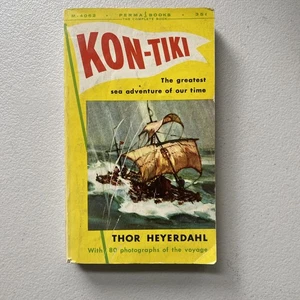 PERMA BOOKS
KON-TIKI
The greatest
sea adventure of our time
THOR HEYERDAHL
With 80 photographs of the voyage